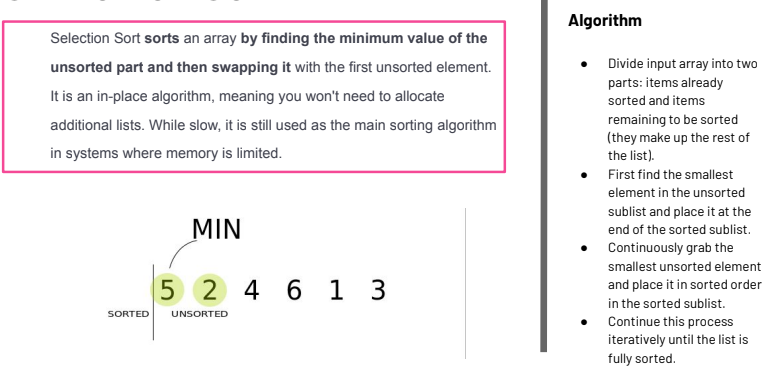 Selection Sort sorts an array by finding the minimum value of the
unsorted part and then swapping it with the first unsorted element.
It is an in-place algorithm, meaning you won't need to allocate
additional lists. While slow, it is still used as the main sorting algorithm
in systems where memory is limited.
MIN
5 2 4 6 1 3
SORTED UNSORTED
Algorithm
● Divide input array into two
parts: items already
sorted and items
remaining to be sorted
(they make up the rest of
the list).
● First find the smallest
element in the unsorted
sublist and place it at the
end of the sorted sublist.
● Continuously grab the
smallest unsorted element
and place it in sorted order
in the sorted sublist.
● Continue this process
iteratively until the list is
fully sorted.